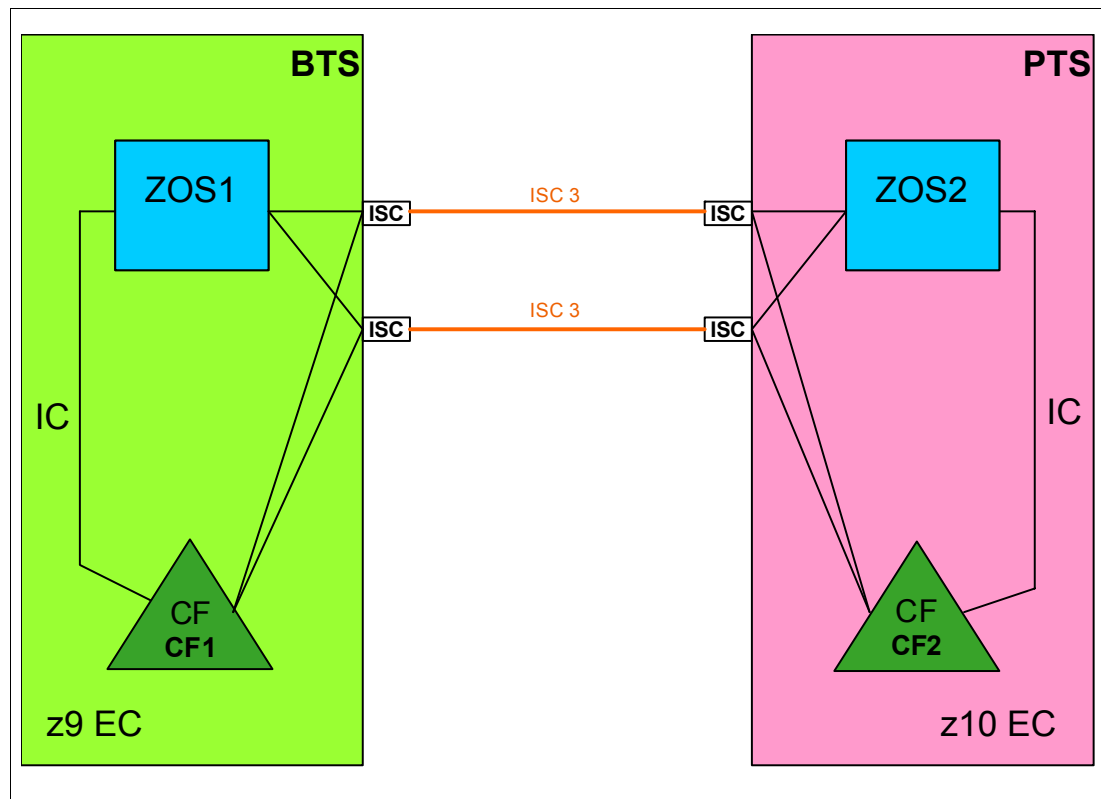 BTS
PTS
ZOS1
ISC
ISC 3
ISC
ZOS2
ISC
ISC 3
ISC
IC
IC
CF
CF1
CF
CF2
z9 EC
z10 EC